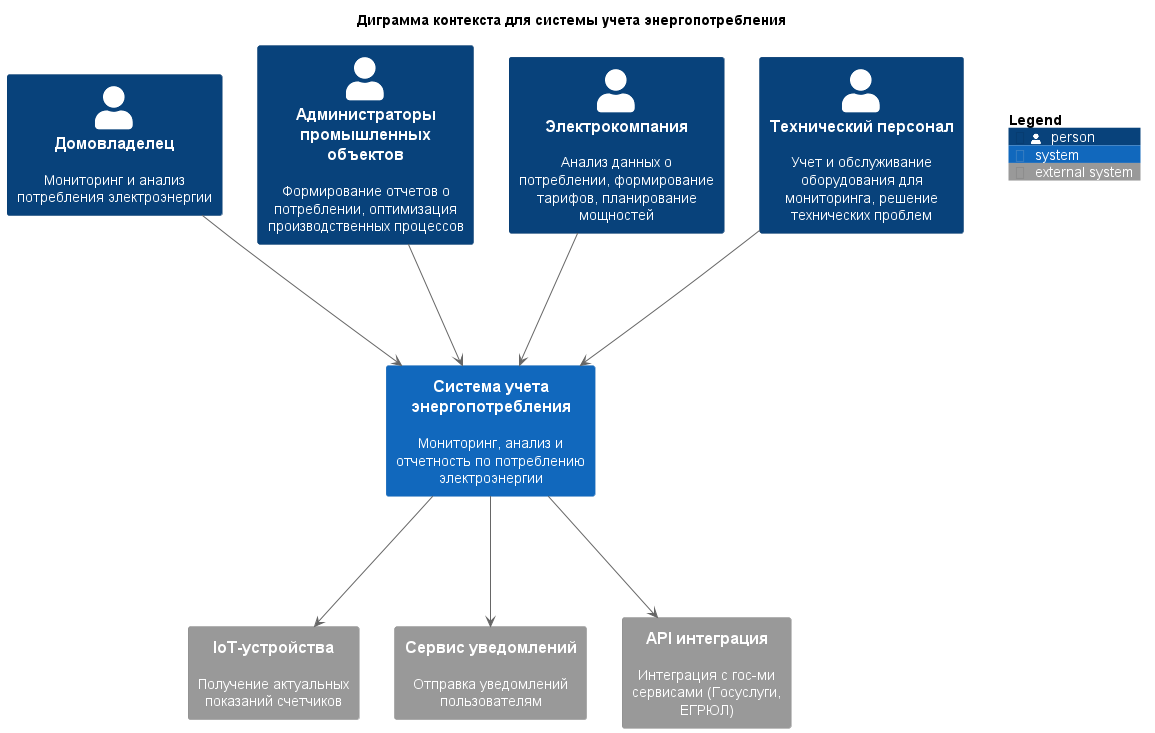 Диграмма контекста для системы учета энергопотребления
Домовладелец
Мониторинг и анализ
потребления электроэнергии
Администраторы
промышленных
объектов
Формирование отчетов о
потреблении, оптимизация
производственных процессов
Электрокомпания
Анализ данных о
потреблении, формирование
тарифов, планирование
мощностей
Технический персонал
Учет и обслуживание
оборудования для
мониторинга, решение
технических проблем
Legend
person
system
external system
Система учета
энергопотребления
Мониторинг, анализ и
отчетность по потреблению
электроэнергии
IoT-устройства
Получение актуальных
показаний счетчиков
Сервис уведомлений
Отправка уведомлений
пользователям
API интеграция
Интеграция с гос-ми
сервисами (Госуслуги,
ЕГРЮЛ)